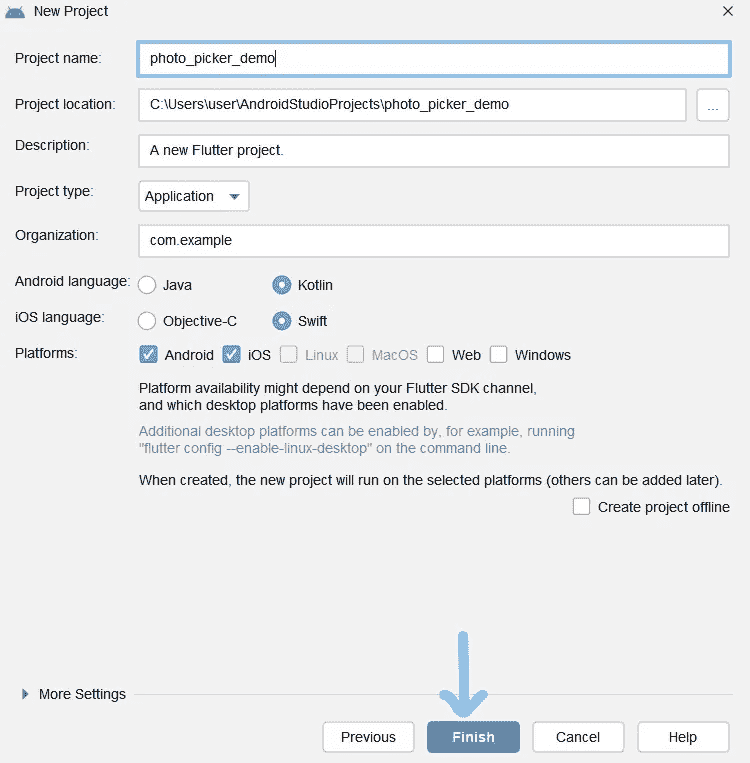 New Project
Project name: photo_picker_demo
Project location: C:\Users\user\AndroidStudioProjects\photo_picker_demo ...
Description: A new Flutter project.
Project type: Application
Organization: com.example
Android language: Java Kotlin
iOS language: Objective-C Swift
Platforms: Android iOS Linux MacOS Web Windows
Platform availability might depend on your Flutter SDK channel,
and which desktop platforms have been enabled.
Additional desktop platforms can be enabled by, for example, running
"flutter config --enable-linux-desktop" on the command line.
When created, the new project will run on the selected platforms (others can be added later).
Create project offline
More Settings
Previous Finish Cancel Help